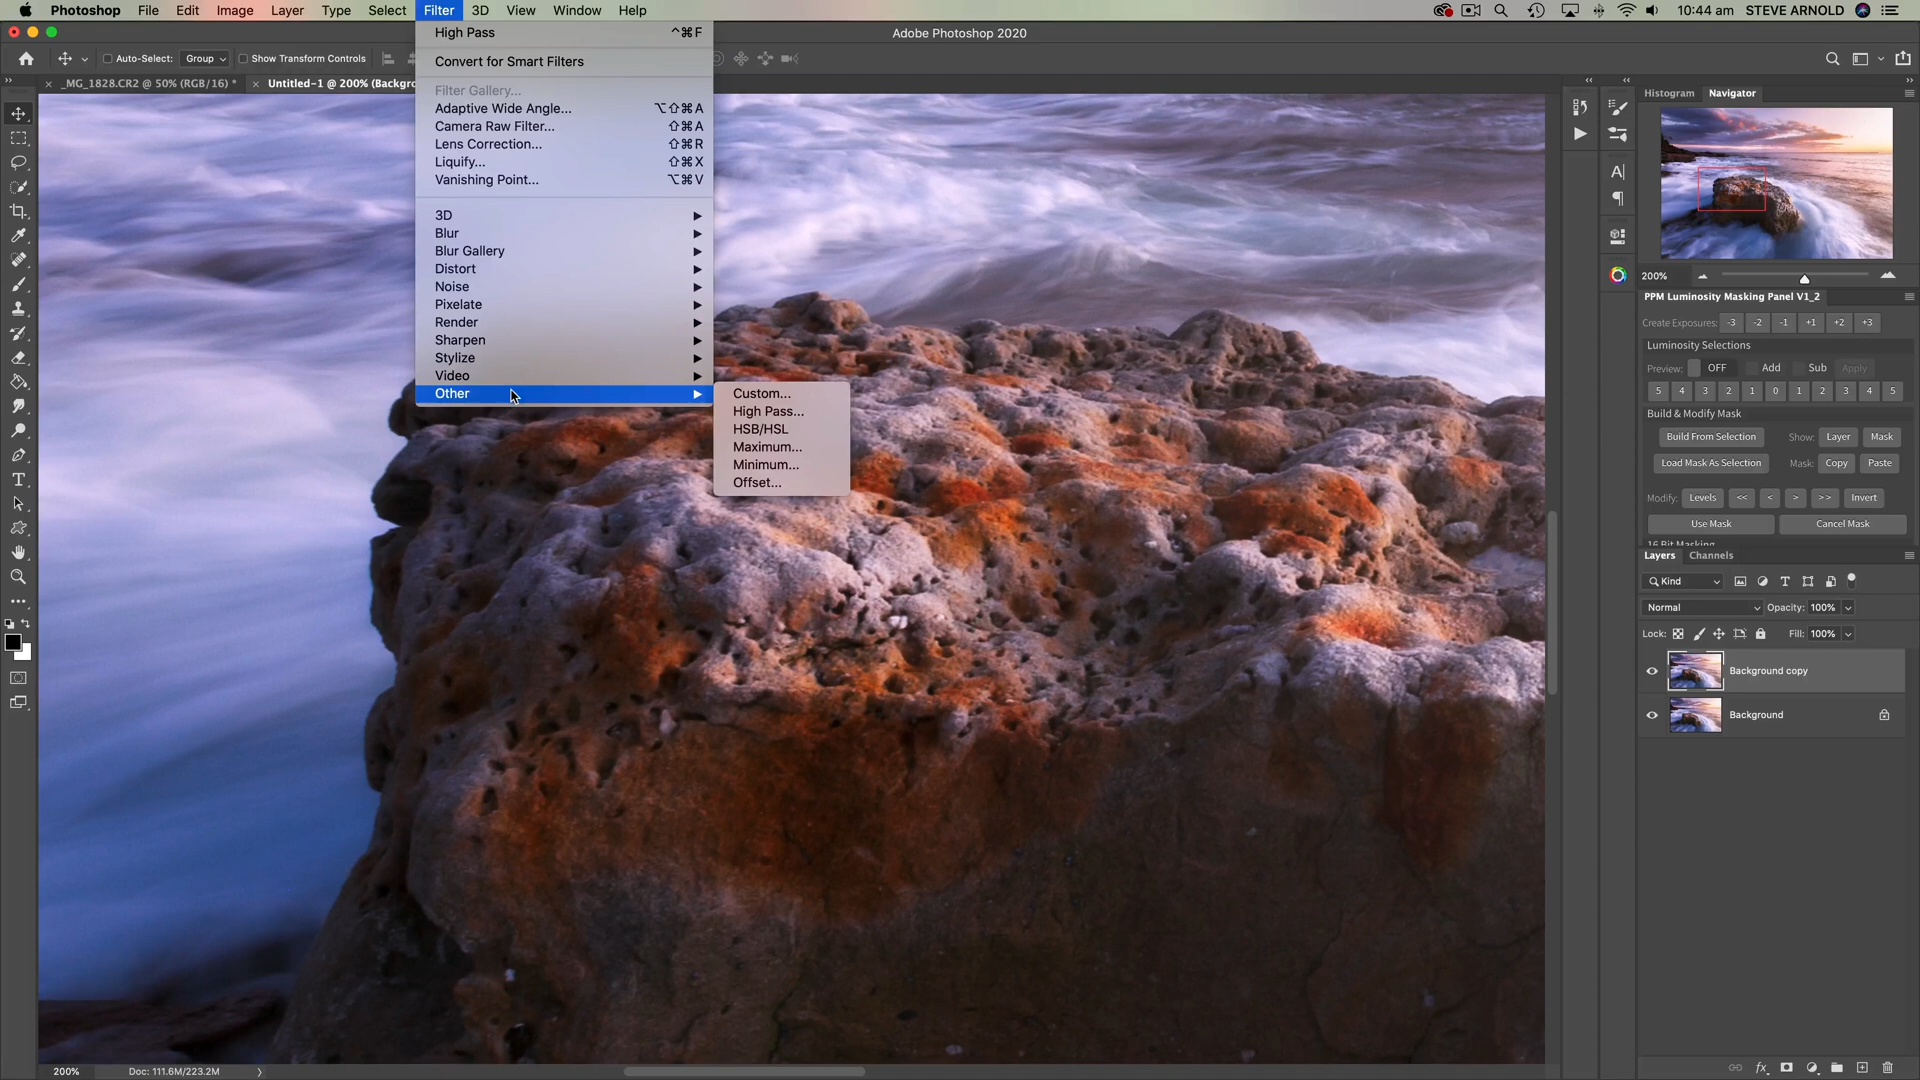 Photoshop File Edit Image Layer Type Select Filter 3D View Window Help 10:44 am STEVE ARNOLD
Adobe Photoshop 2020
Auto-Select: Group Show Transform Controls
_MG_1828.CR2 @ 50% (RGB/16) *
Untitled-1 @ 200% (Backgro
High Pass ^⌘F
Convert for Smart Filters
Filter Gallery...
Adaptive Wide Angle... ⌥⇧⌘A
Camera Raw Filter... ⇧⌘A
Lens Correction... ⇧⌘R
Liquify... ⇧⌘X
Vanishing Point... ⌥⌘V
3D
Blur
Blur Gallery
Distort
Noise
Pixelate
Render
Sharpen
Stylize
Video
Other
Custom...
High Pass...
HSB/HSL
Maximum...
Minimum...
Offset...
Histogram Navigator
200%
PPM Luminosity Masking Panel V1_2
Create Exposures: -3 -2 -1 +1 +2 +3
Luminosity Selections
Preview: OFF Add Sub Apply
5 4 3 2 1 0 1 2 3 4 5
Build & Modify Mask
Build From Selection Show: Layer Mask
Load Mask As Selection Mask: Copy Paste
Modify: Levels << < > >> Invert
Use Mask Cancel Mask
16 Bit Masking
Layers Channels
Kind
Normal Opacity: 100%
Lock: Fill: 100%
Background copy
Background
200% Doc: 111.6M/223.2M